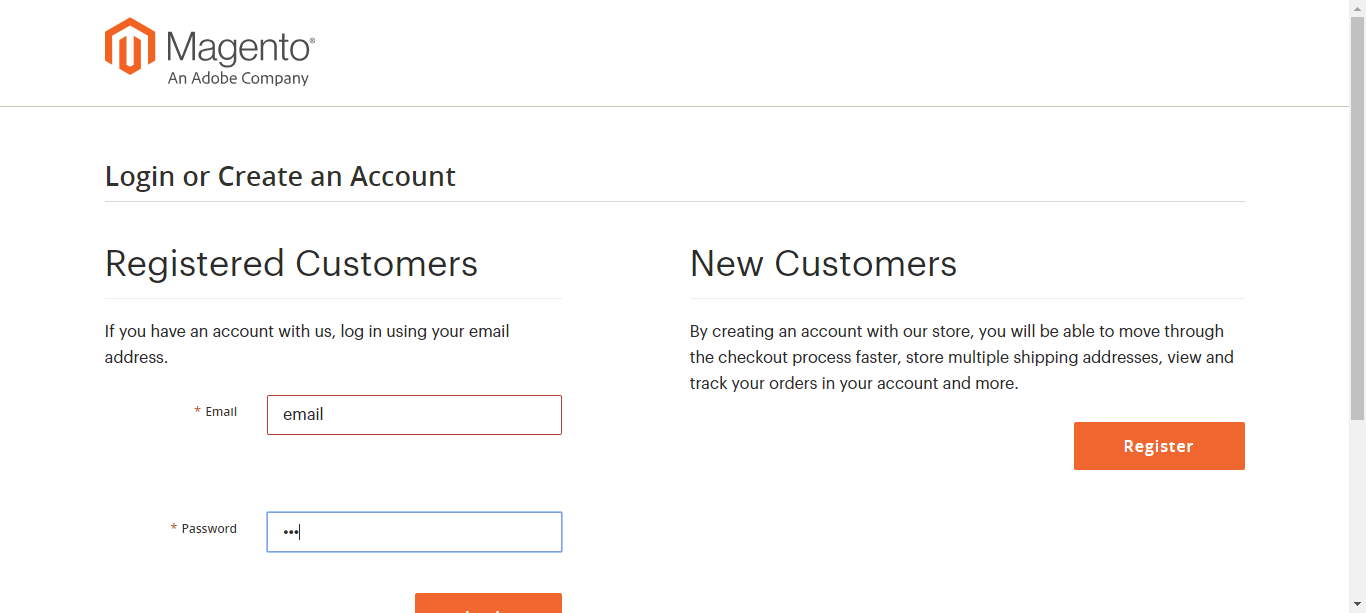 Magento®
An Adobe Company
Login or Create an Account
Registered Customers
If you have an account with us, log in using your email
address.
* Email
email
* Password
•••
New Customers
By creating an account with our store, you will be able to move through
the checkout process faster, store multiple shipping addresses, view and
track your orders in your account and more.
Register